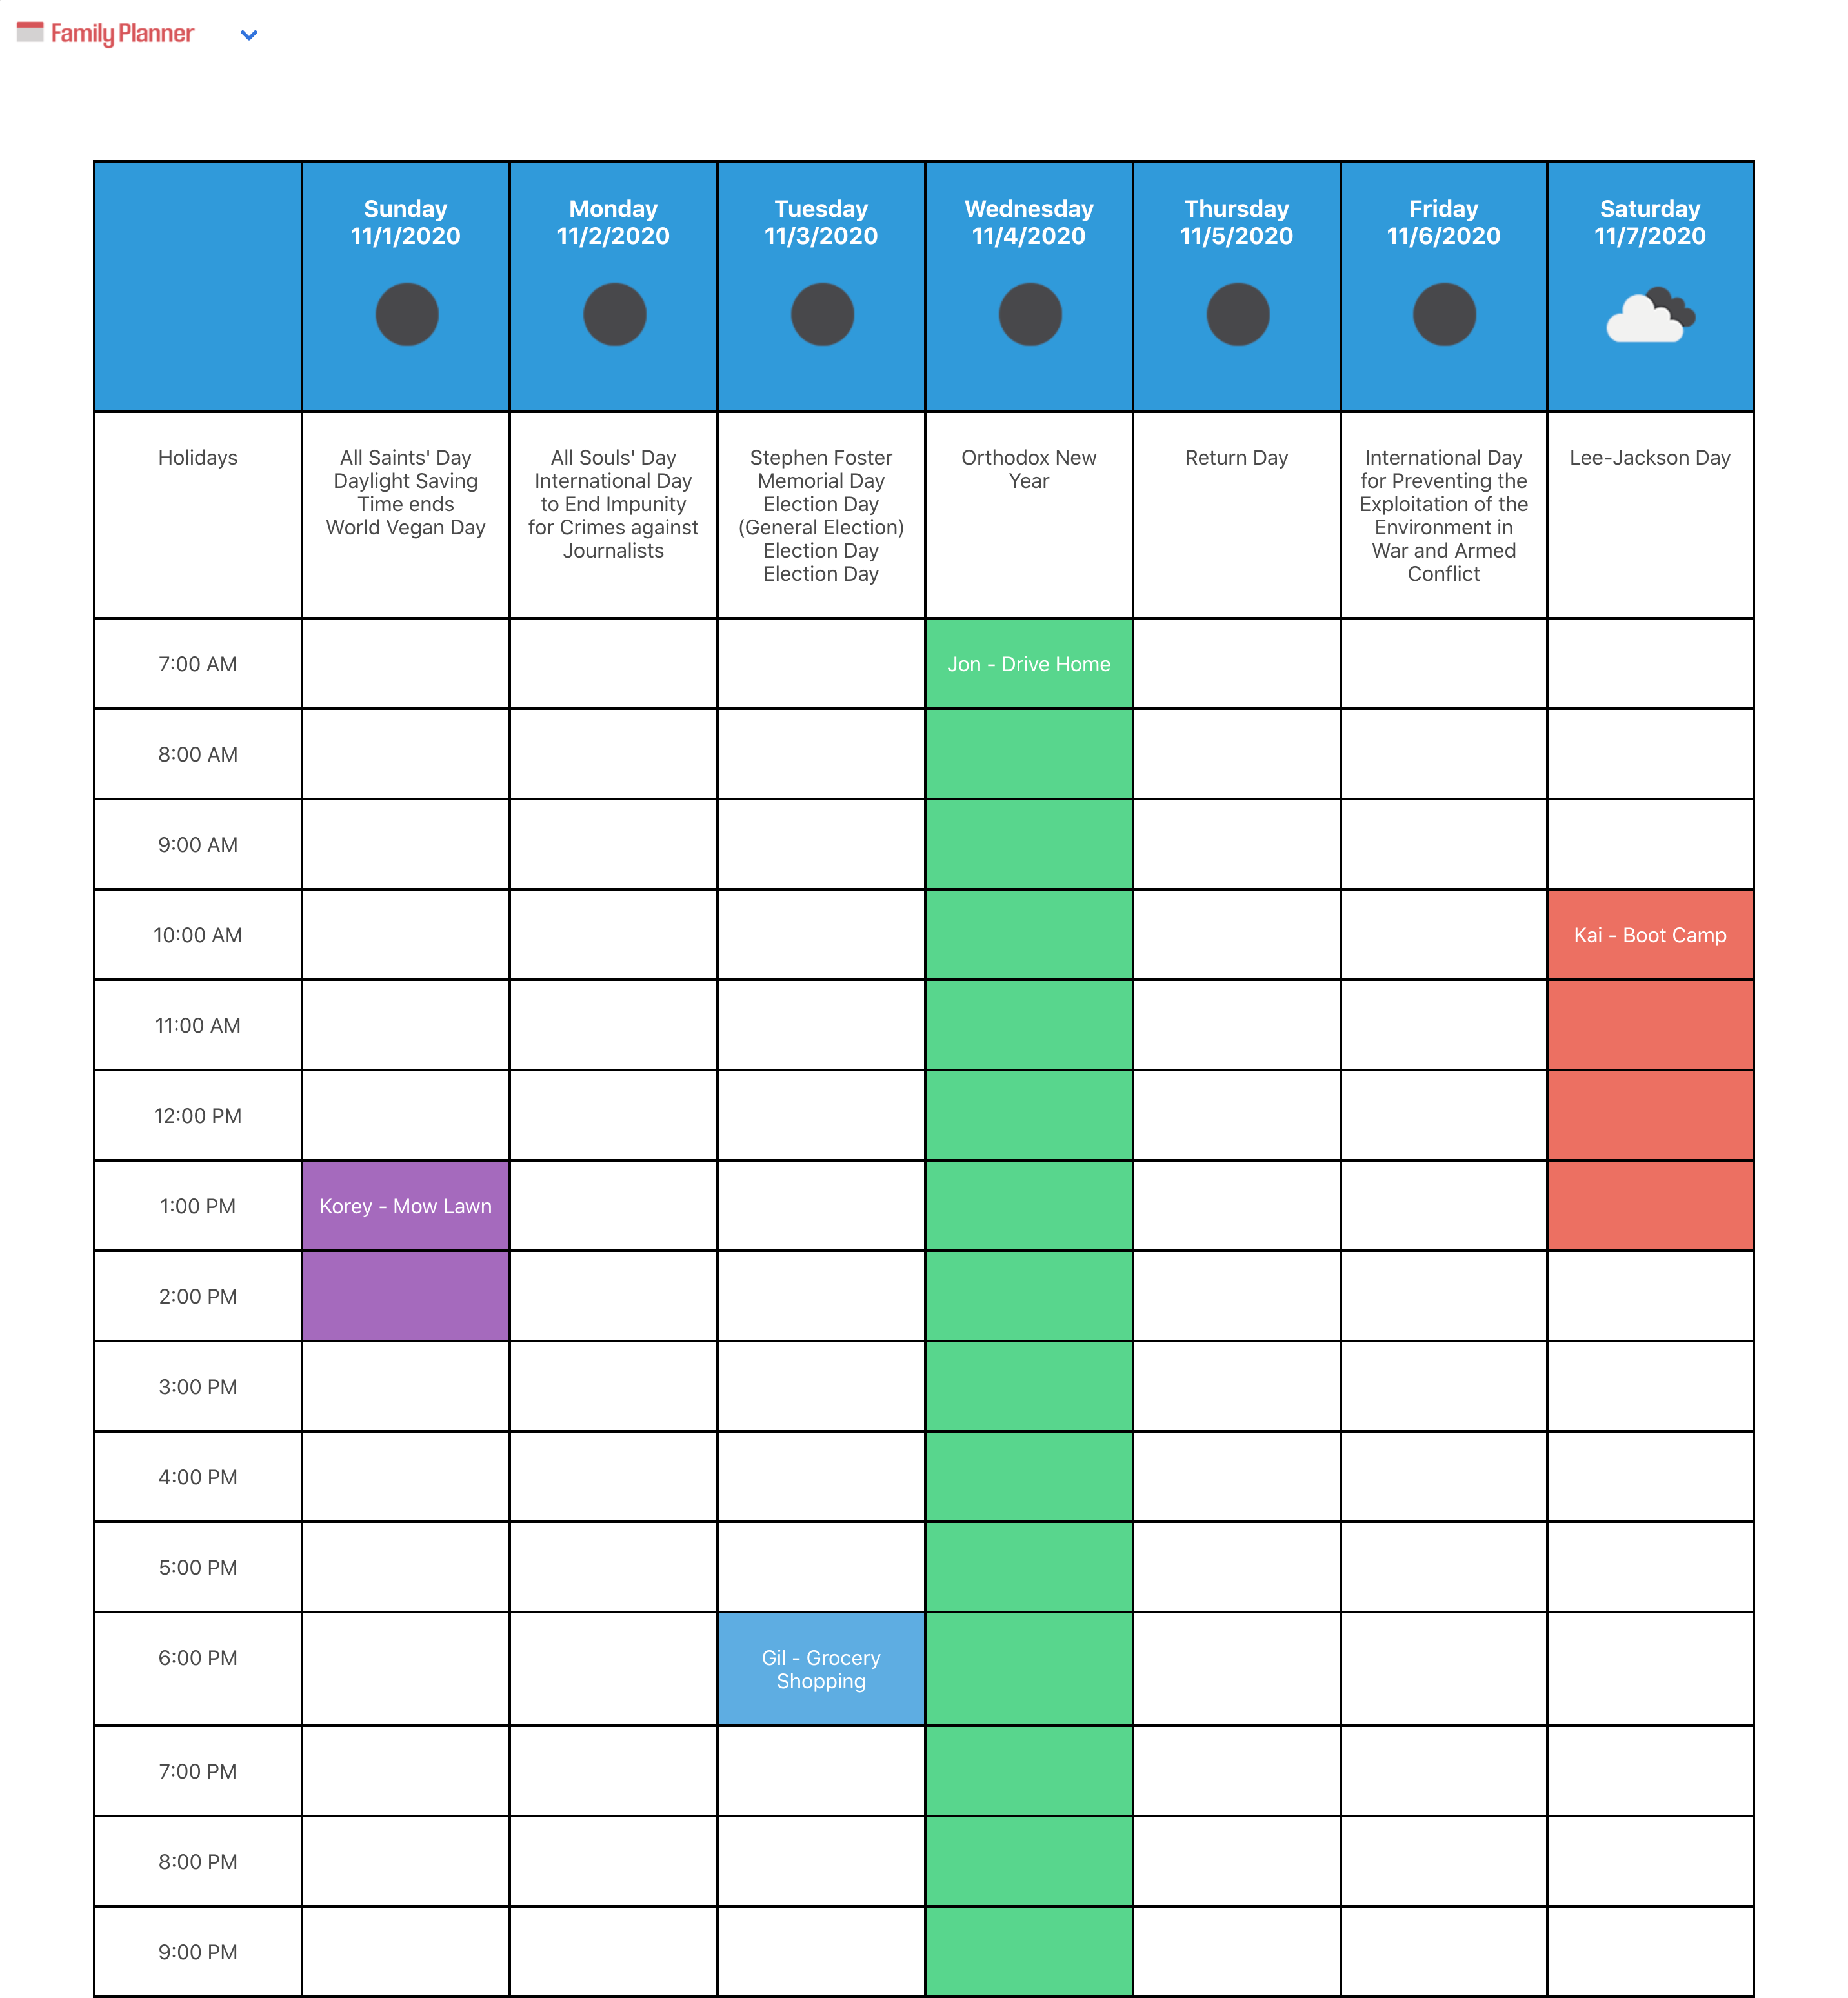 Family Planner
Sunday
11/1/2020
Monday
11/2/2020
Tuesday
11/3/2020
Wednesday
11/4/2020
Thursday
11/5/2020
Friday
11/6/2020
Saturday
11/7/2020
Holidays
All Saints' Day
Daylight Saving
Time ends
World Vegan Day
All Souls' Day
International Day
to End Impunity
for Crimes against
Journalists
Stephen Foster
Memorial Day
Election Day
(General Election)
Election Day
Election Day
Orthodox New
Year
Return Day
International Day
for Preventing the
Exploitation of the
Environment in
War and Armed
Conflict
Lee-Jackson Day
7:00 AM
Jon - Drive Home
8:00 AM
9:00 AM
10:00 AM
Kai - Boot Camp
11:00 AM
12:00 PM
1:00 PM
Korey - Mow Lawn
2:00 PM
3:00 PM
4:00 PM
5:00 PM
6:00 PM
Gil - Grocery
Shopping
7:00 PM
8:00 PM
9:00 PM